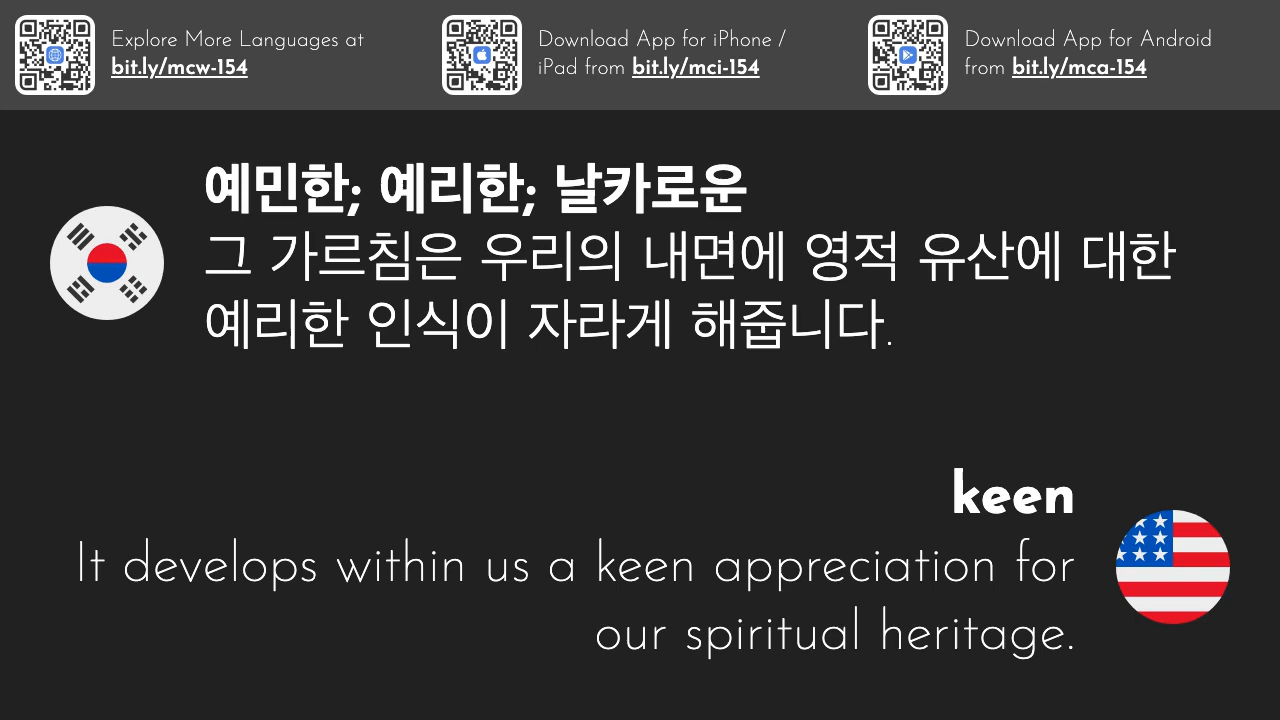 Explore More Languages at
bit.ly/mcw-154
Download App for iPhone /
iPad from bit.ly/mci-154
Download App for Android
from bit.ly/mca-154
예민한; 예리한; 날카로운
그 가르침은 우리의 내면에 영적 유산에 대한
예리한 인식이 자라게 해줍니다.
keen
It develops within us a keen appreciation for
our spiritual heritage.